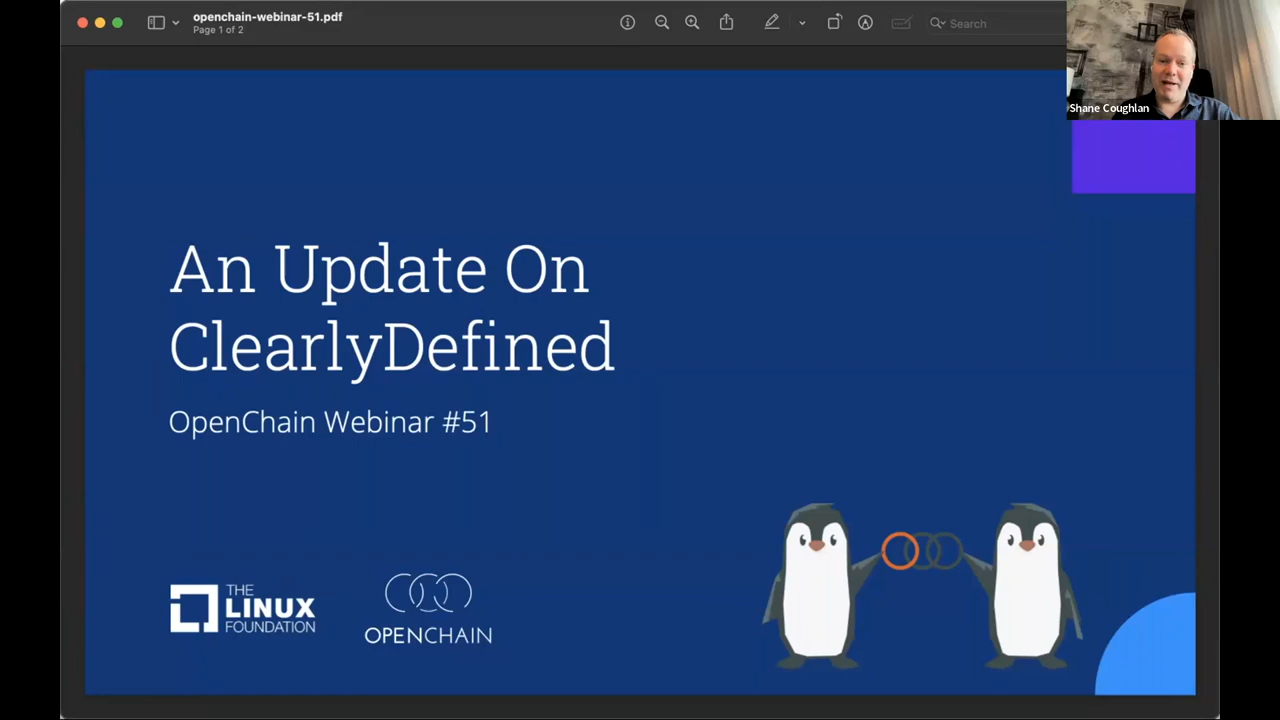 openchain-webinar-51.pdf
Page 1 of 2
Search
Shane Coughlan
An Update On
ClearlyDefined
OpenChain Webinar #51
THE
LINUX
FOUNDATION
OPENCHAIN